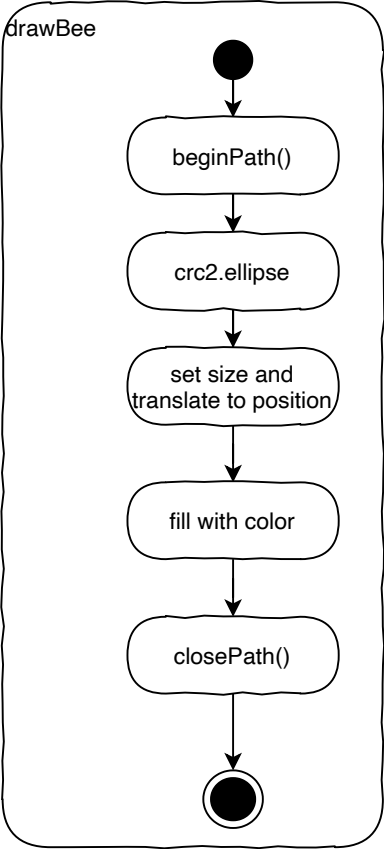 drawBee
beginPath()
crc2.ellipse
set size and
translate to position
fill with color
closePath()